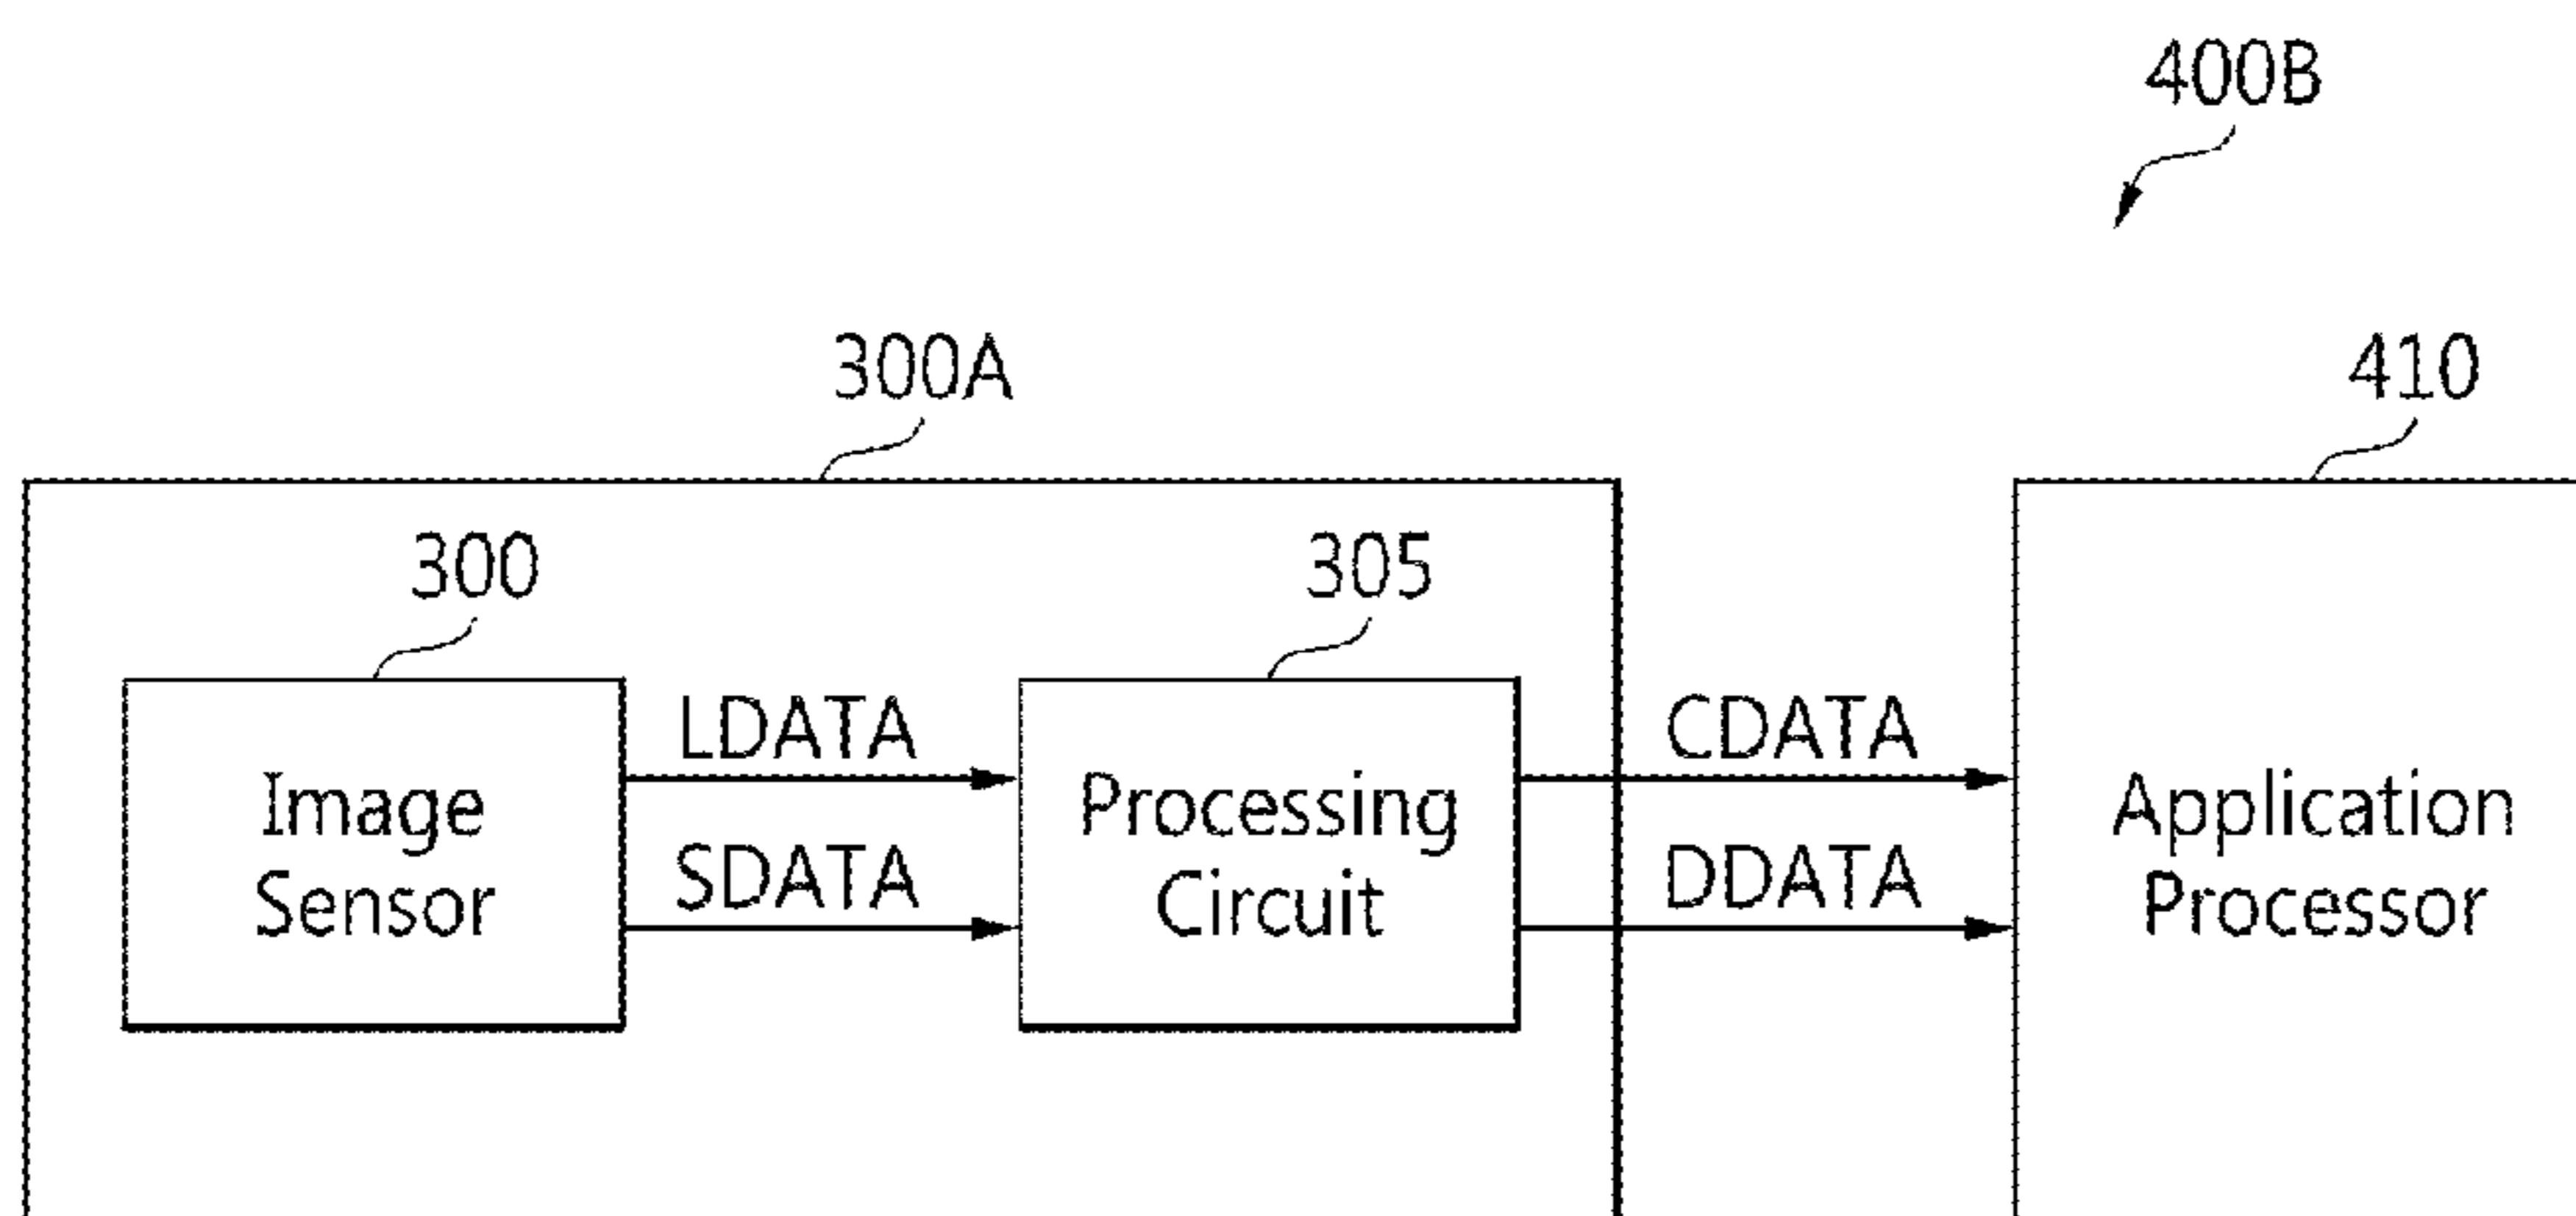 400B
300A
410
300
305
LDATA
CDATA
Image
Sensor
Processing
Circuit
Application
Processor
SDATA
DDATA